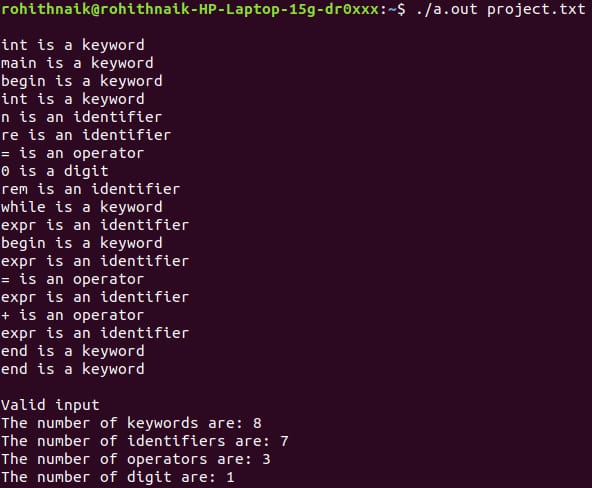 rohithnaik@rohithnaik-HP-Laptop-15g-dr0xxx:~$ ./a.out project.txt
int is a keyword
main is a keyword
begin is a keyword
int is a keyword
n is an identifier
re is an identifier
= is an operator
0 is a digit
rem is an identifier
while is a keyword
expr is an identifier
begin is a keyword
expr is an identifier
= is an operator
expr is an identifier
+ is an operator
expr is an identifier
end is a keyword
end is a keyword
Valid input
The number of keywords are: 8
The number of identifiers are: 7
The number of operators are: 3
The number of digit are: 1